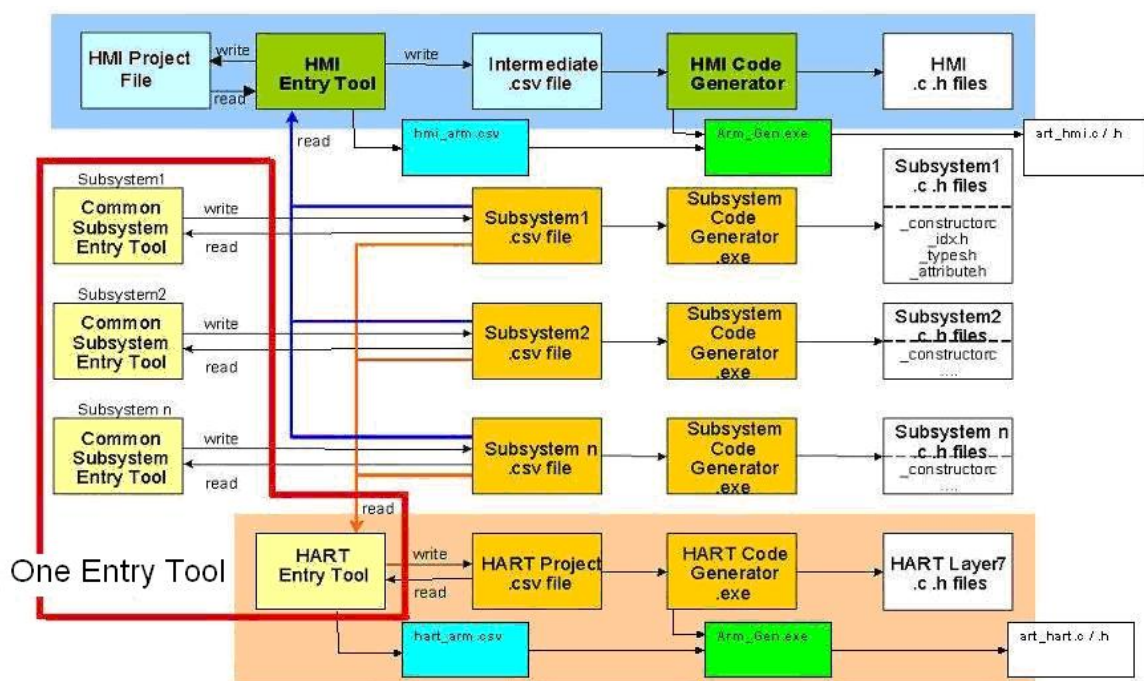 HMI Project
File
write
read
HMI
Entry Tool
write
Intermediate
.csv file
HMI Code
Generator
HMI
.c .h files
read
hmi_arm.csv
Arm_Gen.exe
art_hmi.c / .h
Subsystem1
Common
Subsystem
Entry Tool
write
read
Subsystem1
.csv file
Subsystem
Code
Generator
.exe
Subsystem1
.c .h files
_constructorc
_idx.h
_types.h
_attribute.h
Subsystem2
Common
Subsystem
Entry Tool
write
read
Subsystem2
.csv file
Subsystem
Code
Generator
.exe
Subsystem2
.c .h files
_constructorc
....
Subsystem n
Common
Subsystem
Entry Tool
write
read
Subsystem n
.csv file
Subsystem
Code
Generator
.exe
Subsystem n
.c .h files
_constructorc
....
read
One Entry Tool
HART
Entry Tool
write
read
HART Project
.csv file
HART Code
Generator
.exe
HART Layer7
.c .h files
hart_arm.csv
Arm_Gen.exe
art_hart.c / .h